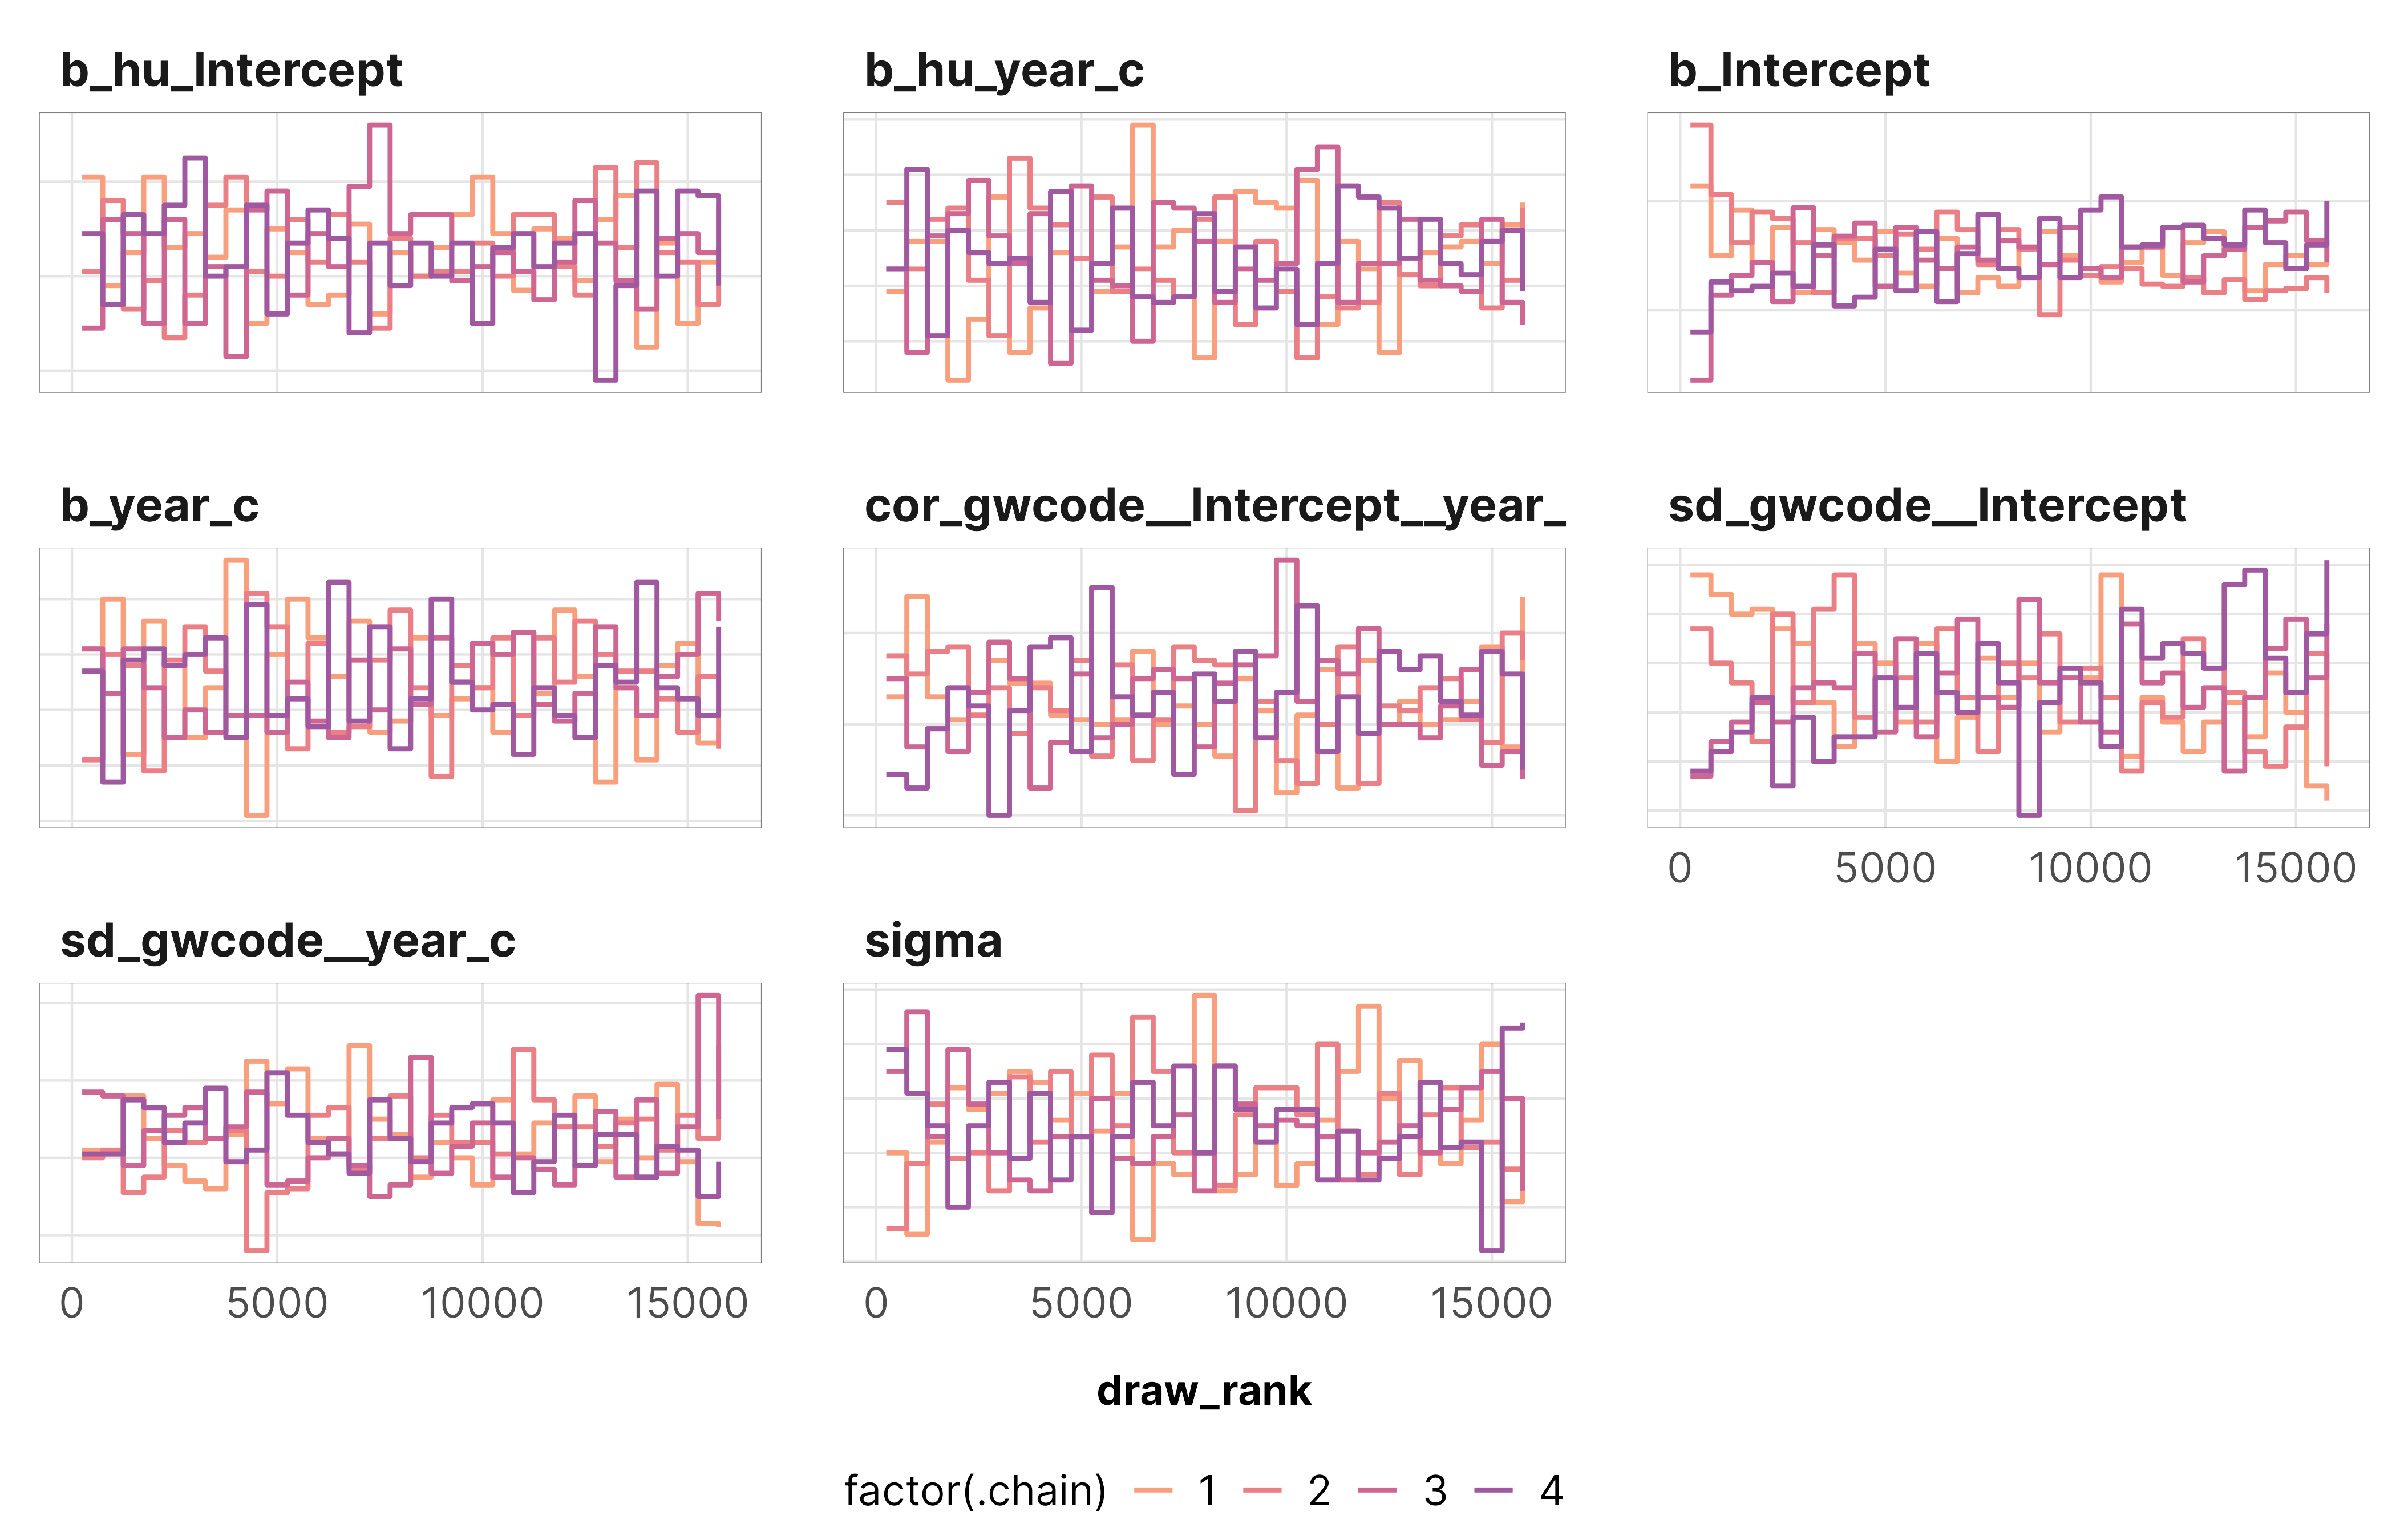 b_hu_Intercept
b_hu_year_c
b_Intercept
b_year_c
cor_gwcode__Intercept__year_
sd_gwcode__Intercept
0 5000 10000 15000
sd_gwcode__year_c
sigma
0 5000 10000 15000
0 5000 10000 15000
draw_rank
factor(.chain) 1 2 3 4